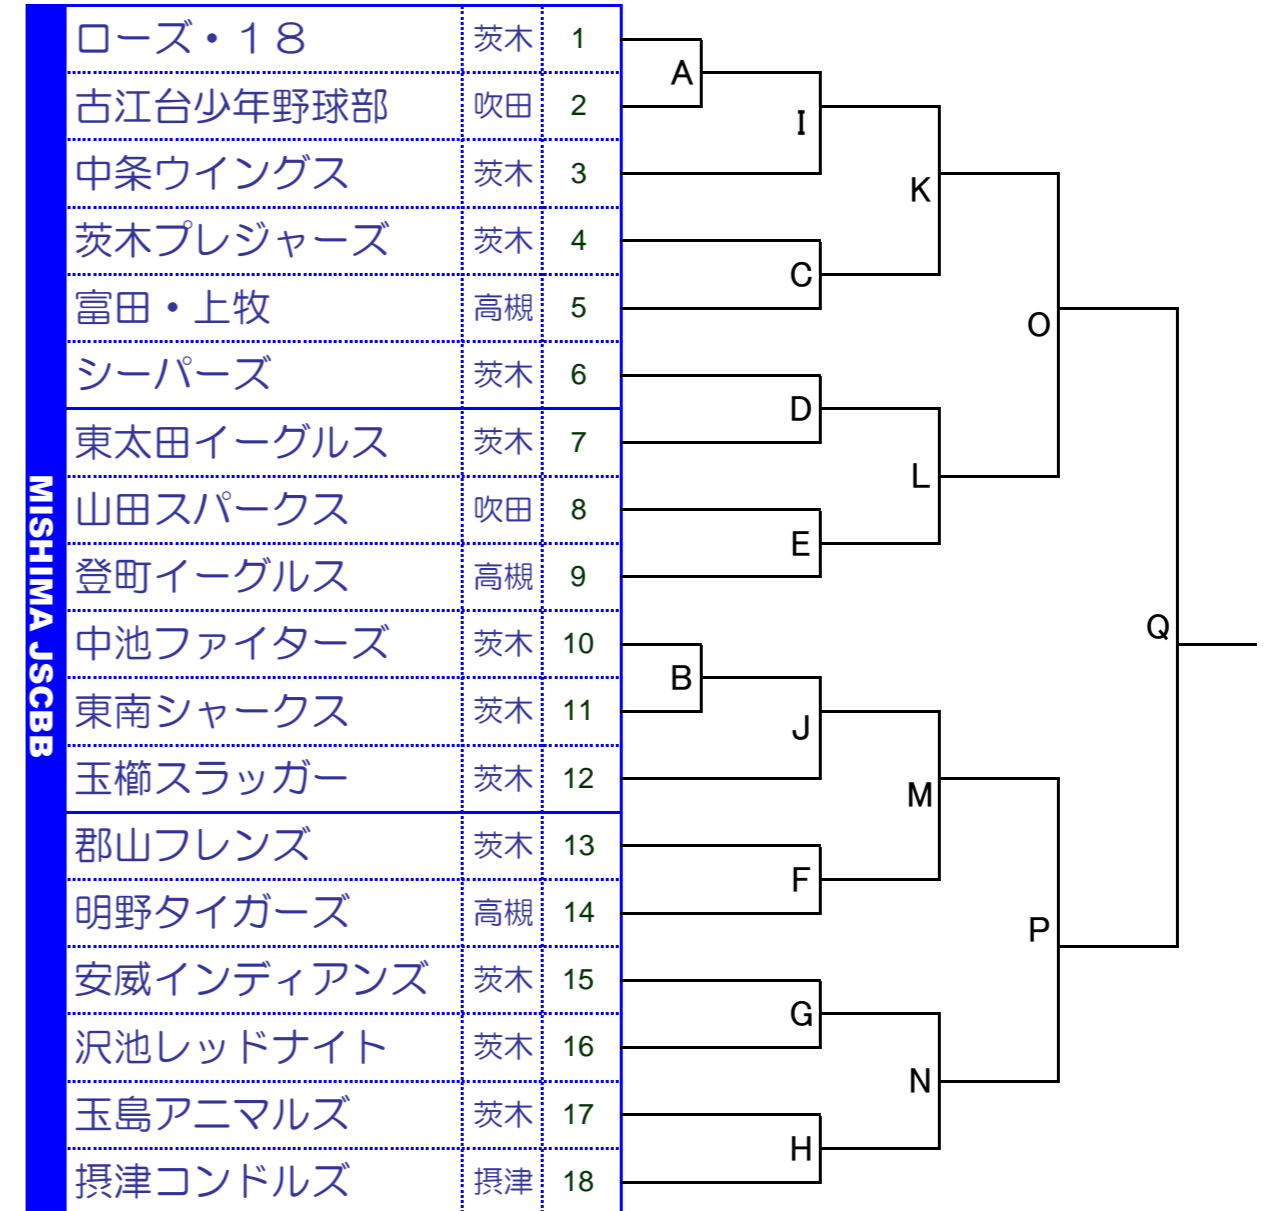 MISHIMA JSCBB
ローズ・１８ 茨木 1
古江台少年野球部 吹田 2
中条ウイングス 茨木 3
茨木プレジャーズ 茨木 4
富田・上牧 高槻 5
シーパーズ 茨木 6
東太田イーグルス 茨木 7
山田スパークス 吹田 8
登町イーグルス 高槻 9
中池ファイターズ 茨木 10
東南シャークス 茨木 11
玉櫛スラッガー 茨木 12
郡山フレンズ 茨木 13
明野タイガーズ 高槻 14
安威インディアンズ 茨木 15
沢池レッドナイト 茨木 16
玉島アニマルズ 茨木 17
摂津コンドルズ 摂津 18
A
I
K
C
O
D
L
E
Q
B
J
M
F
P
G
N
H